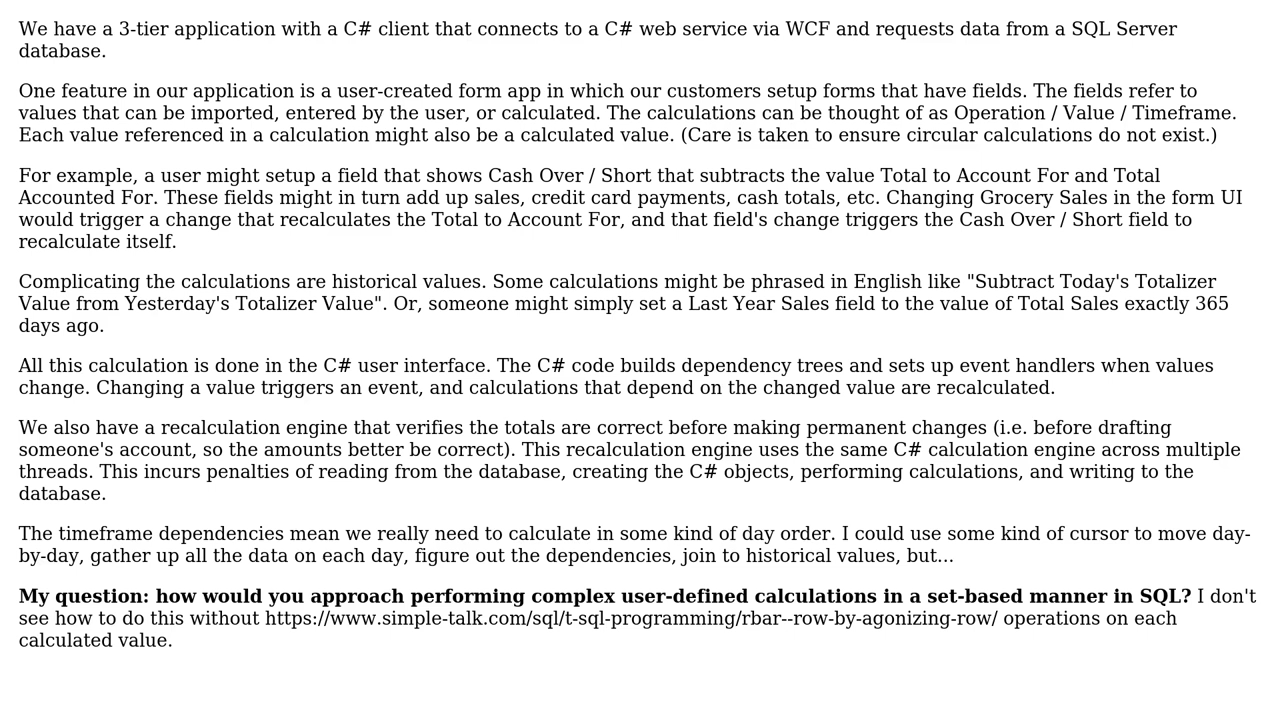 We have a 3-tier application with a C# client that connects to a C# web service via WCF and requests data from a SQL Server
database.
One feature in our application is a user-created form app in which our customers setup forms that have fields. The fields refer to
values that can be imported, entered by the user, or calculated. The calculations can be thought of as Operation / Value / Timeframe.
Each value referenced in a calculation might also be a calculated value. (Care is taken to ensure circular calculations do not exist.)
For example, a user might setup a field that shows Cash Over / Short that subtracts the value Total to Account For and Total
Accounted For. These fields might in turn add up sales, credit card payments, cash totals, etc. Changing Grocery Sales in the form UI
would trigger a change that recalculates the Total to Account For, and that field's change triggers the Cash Over / Short field to
recalculate itself.
Complicating the calculations are historical values. Some calculations might be phrased in English like "Subtract Today's Totalizer
Value from Yesterday's Totalizer Value". Or, someone might simply set a Last Year Sales field to the value of Total Sales exactly 365
days ago.
All this calculation is done in the C# user interface. The C# code builds dependency trees and sets up event handlers when values
change. Changing a value triggers an event, and calculations that depend on the changed value are recalculated.
We also have a recalculation engine that verifies the totals are correct before making permanent changes (i.e. before drafting
someone's account, so the amounts better be correct). This recalculation engine uses the same C# calculation engine across multiple
threads. This incurs penalties of reading from the database, creating the C# objects, performing calculations, and writing to the
database.
The timeframe dependencies mean we really need to calculate in some kind of day order. I could use some kind of cursor to move day-
by-day, gather up all the data on each day, figure out the dependencies, join to historical values, but...
My question: how would you approach performing complex user-defined calculations in a set-based manner in SQL? I don't
see how to do this without https://www.simple-talk.com/sql/t-sql-programming/rbar--row-by-agonizing-row/ operations on each
calculated value.